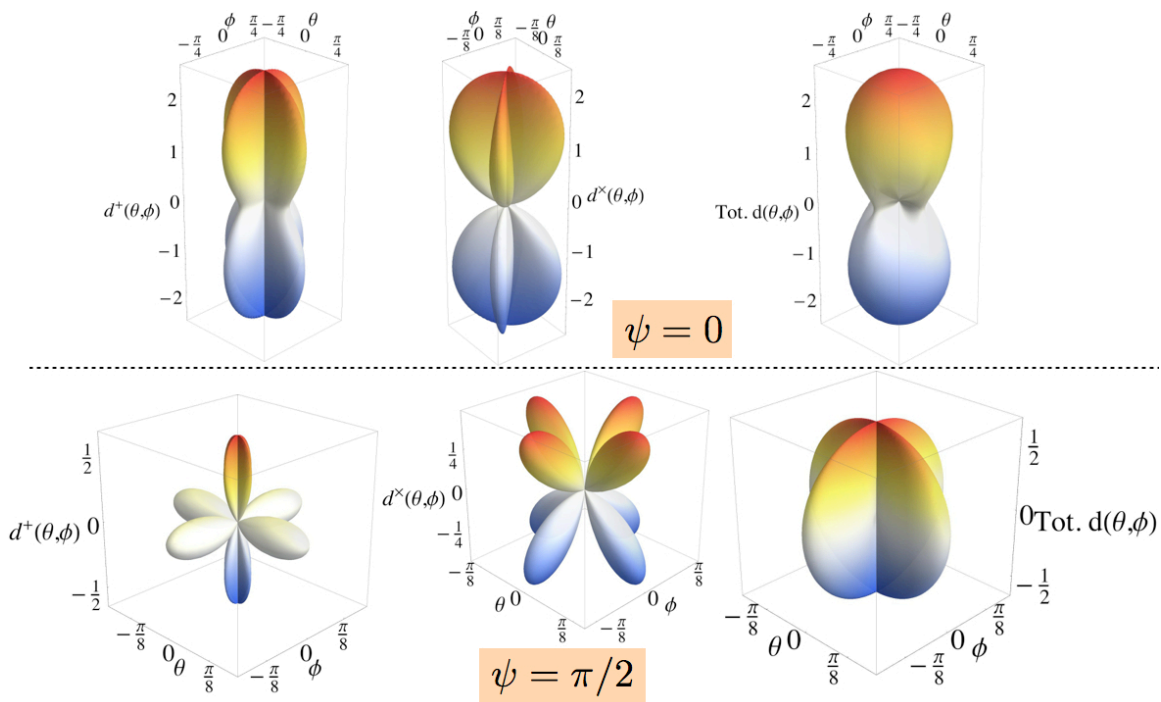 −π/4 0 ϕ π/4 −π/4 0 θ π/4
2
1
0
−1
−2
d⁺(θ,ϕ)
−π/8 0 ϕ π/8 −π/8 0 θ π/8
2
1
0
−1
−2
d×(θ,ϕ)
−π/4 0 ϕ π/4 −π/4 0 θ π/4
2
1
0
−1
−2
Tot. d(θ,ϕ)
ψ = 0
1/2
0
−1/2
d⁺(θ,ϕ)
−π/8 0 θ π/8 −π/8 0 ϕ π/8
1/4
0
−1/4
d×(θ,ϕ)
−π/8 θ 0 π/8 −π/8 0 ϕ π/8
1/2
0
−1/2
Tot. d(θ,ϕ)
−π/8 θ 0 π/8 −π/8 0 ϕ π/8
ψ = π/2